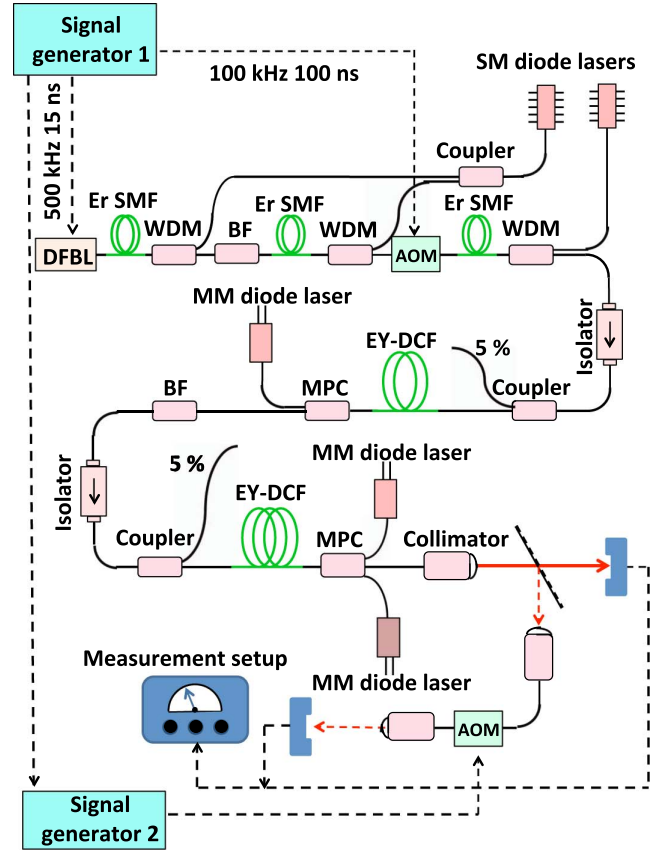 Signal
generator 1
100 kHz 100 ns
500 kHz 15 ns
SM diode lasers
Coupler
Er SMF
WDM
BF
Er SMF
WDM
Er SMF
WDM
DFBL
AOM
MM diode laser
Isolator
EY-DCF
5 %
BF
MPC
Coupler
Isolator
5 %
MM diode laser
EY-DCF
Coupler
MPC
Collimator
Measurement setup
MM diode laser
AOM
Signal
generator 2